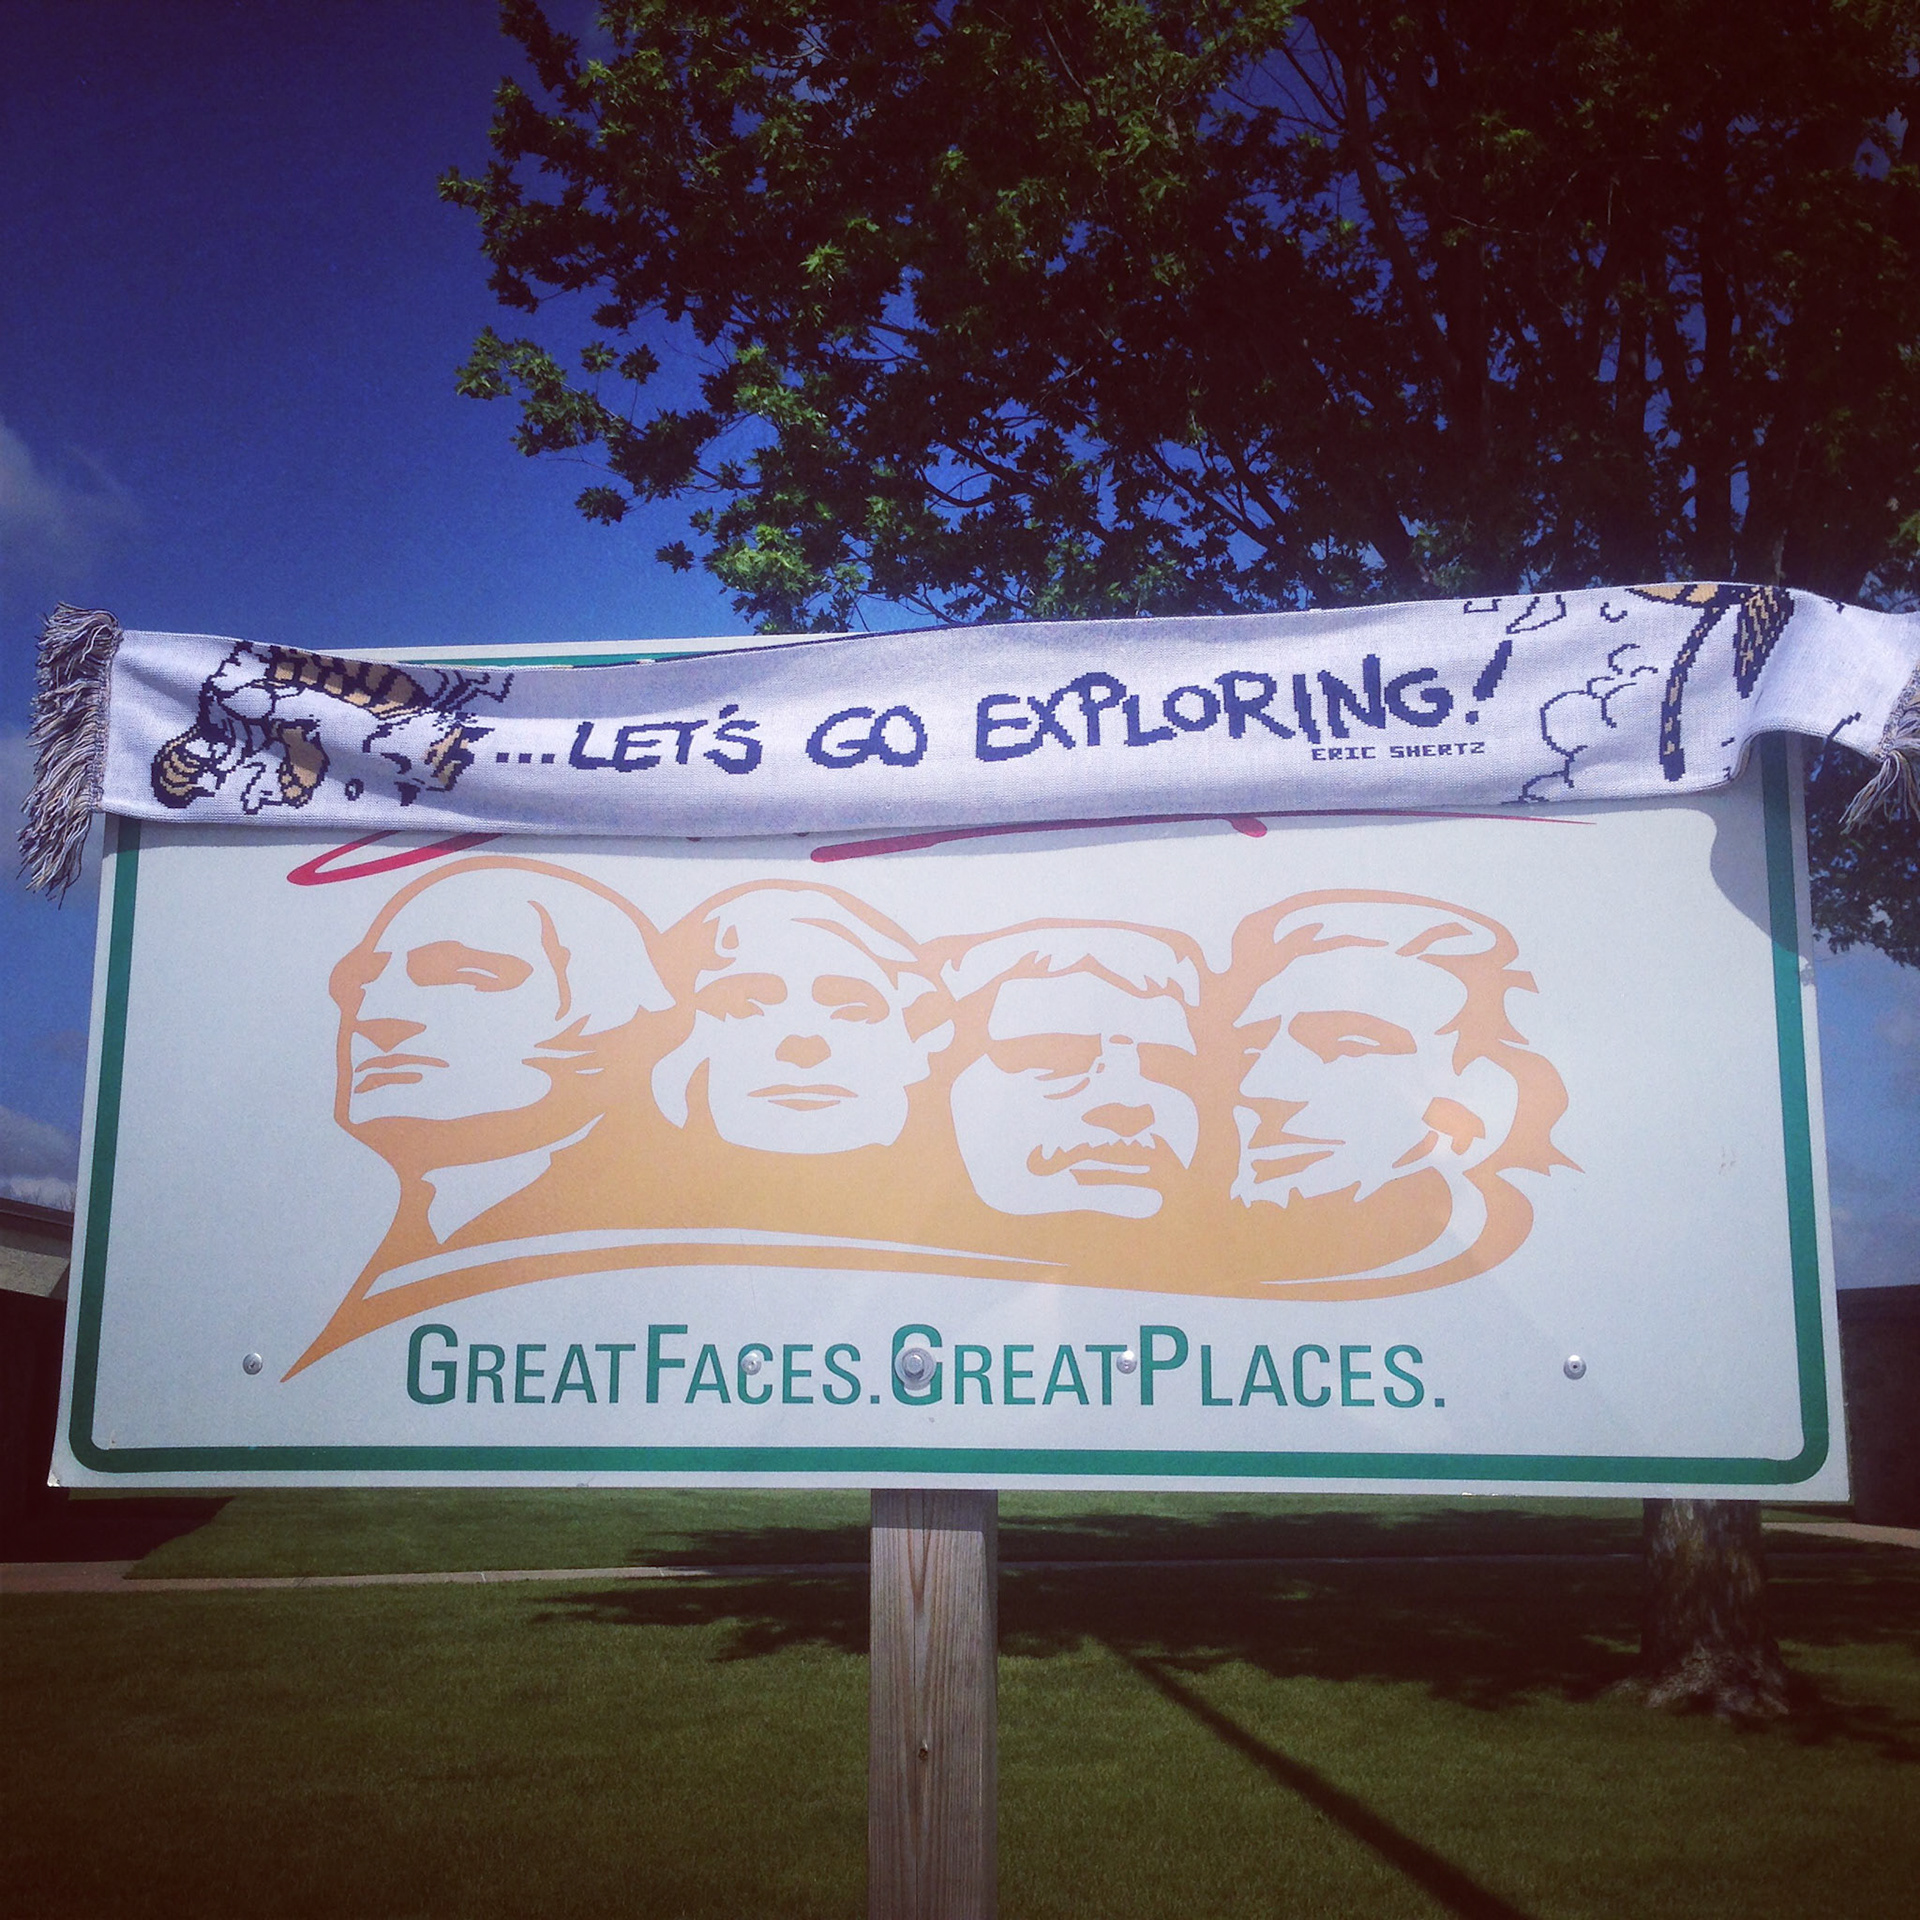 ...LET'S GO EXPLORING!
ERIC SHERTZ
GREATFACES.GREATPLACES.